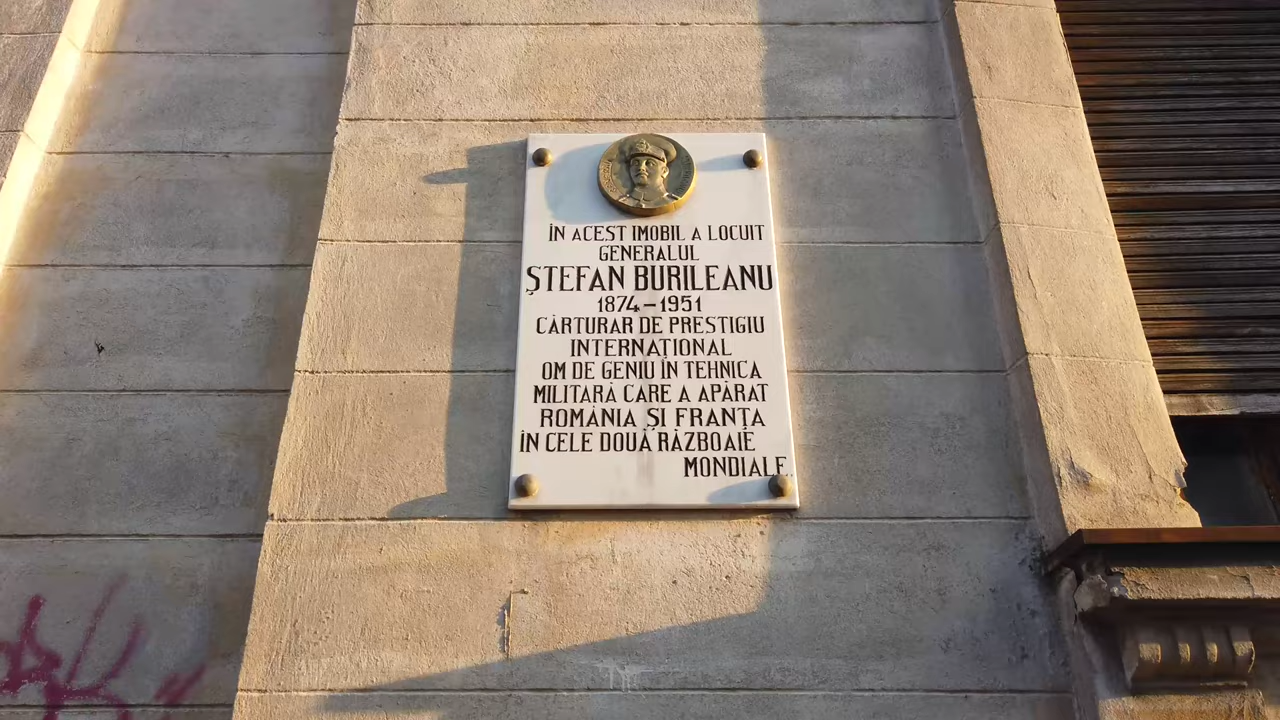 ÎN ACEST IMOBIL A LOCUIT
GENERALUL
ȘTEFAN BURILEANU
1874-1951
CĂRTURAR DE PRESTIGIU
INTERNAȚIONAL
OM DE GENIU ÎN TEHNICA
MILITARĂ CARE A APĂRAT
ROMÂNIA ȘI FRANȚA
ÎN CELE DOUĂ RĂZBOAIE
MONDIALE.